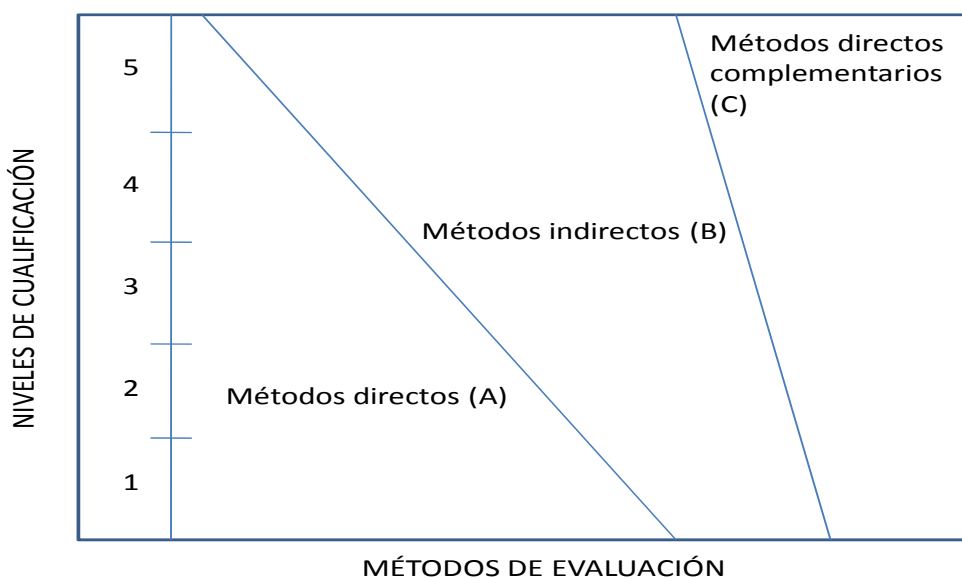 NIVELES DE CUALIFICACIÓN
5
4
3
2
1
Métodos directos
complementarios
(C)
Métodos indirectos (B)
Métodos directos (A)
MÉTODOS DE EVALUACIÓN